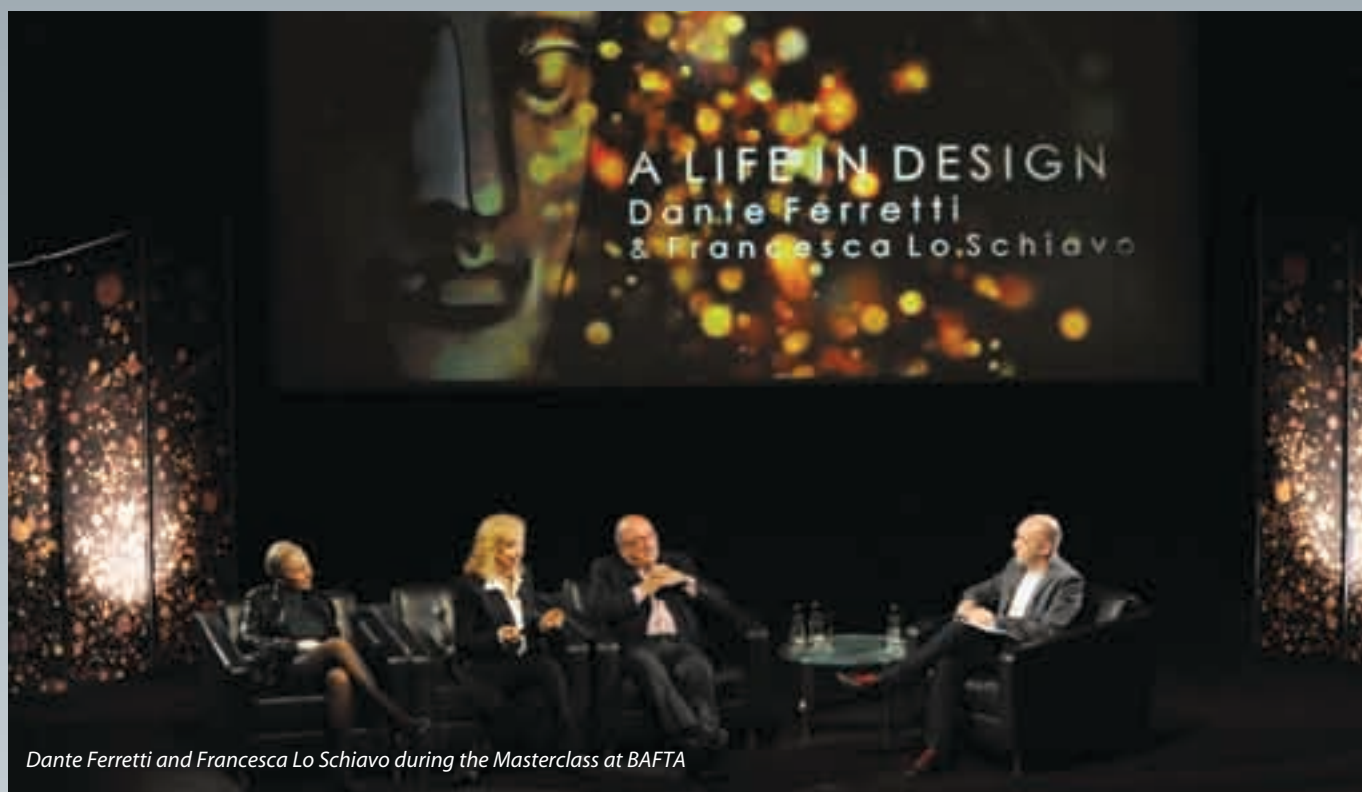 A LIFE IN DESIGN
Dante Ferretti
& Francesca Lo Schiavo
Dante Ferretti and Francesca Lo Schiavo during the Masterclass at BAFTA